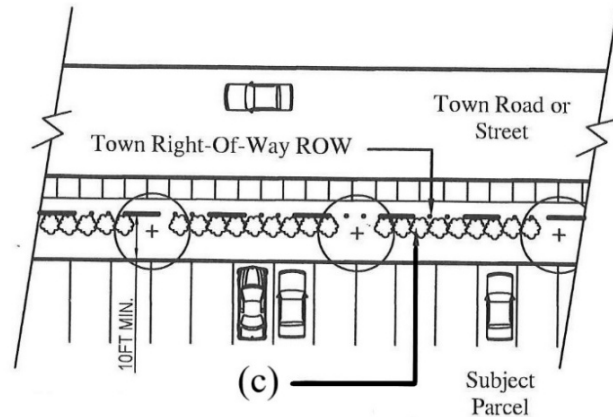 Town Road or
Street
Town Right-Of-Way ROW
10FT MIN.
(c)
Subject
Parcel